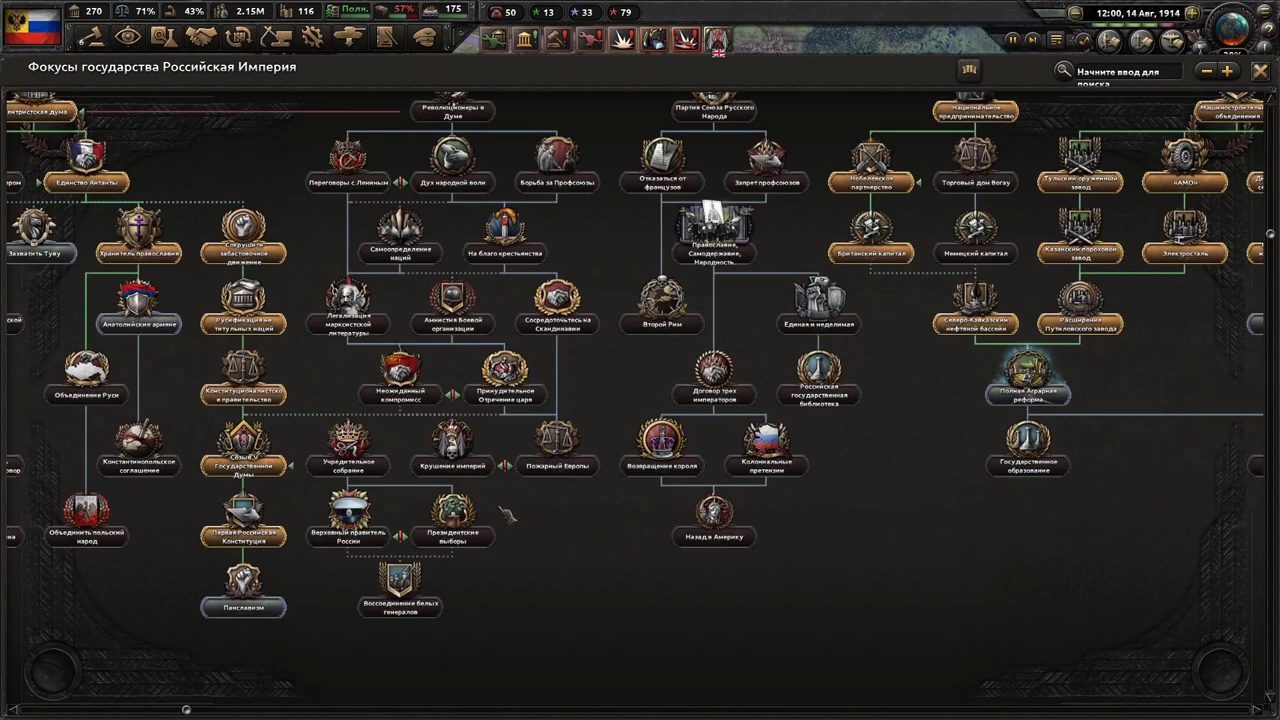 270
71%
43%
2.15M
116
Полн.
57%
175
50
13
33
79
12:00, 14 Авг, 1914
Фокусы государства Российская Империя
Начните ввод для
поиска
Революционеры в
Думе
Партия Союза Русского
Народа
Национальное
предпринимательство
Машиностроитель
объединения
Единство Антанты
Переговоры с Лениным
Дух народной воли
Борьба за Профсоюзы
Отказаться от
французов
Запрет профсоюзов
Нобелевское
партнерство
Торговый дом Вогау
Тульский оружейный
завод
«АМО»
Захватить Туву
Хранитель православия
Сокрушите
забастовочное
движение
Самоопределение
наций
На благо крестьянства
Православие,
Самодержавие,
Народность.
Британский капитал
Немецкий капитал
Казанский пороховой
завод
Электросталь
Анатолийские армяне
Русификация не
титульных наций
Легализация
марксистской
литературы
Амнистия Боевой
организации
Сосредоточьтесь на
Скандинавии
Второй Рим
Единая и неделимая
Северо-Кавказский
нефтяной бассейн
Расширение
Путиловского завода
Объединение Руси
Конституционалистско
е правительство
Неожиданный
компромисс
Принудительное
Отречение царя
Договор трех
императоров
Российская
государственная
библиотека
Полная Аграрная
реформа
Константинопольское
соглашение
Созыв V
Государственной
Думы
Учредительное
собрание
Крушение империй
Пожарный Европы
Возвращение короля
Колониальные
претензии
Государственное
образование
Объединить польский
народ
Первая Российская
Конституция
Верховный правитель
России
Президентские
выборы
Назад в Америку
Панславизм
Воссоединение белых
генералов